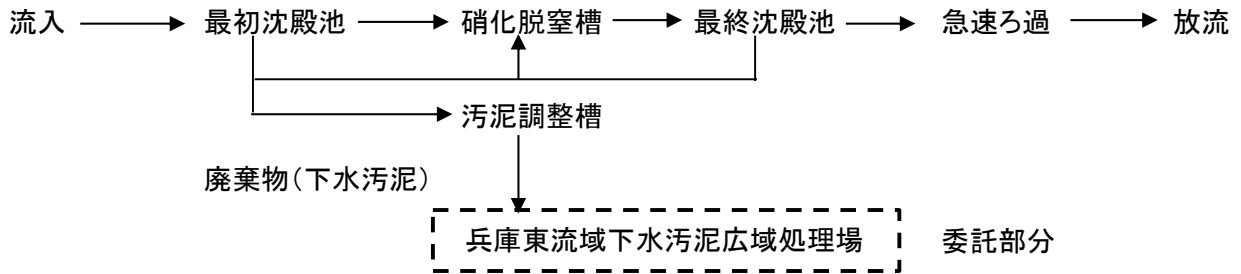 流入 最初沈殿池 硝化脱窒槽 最終沈殿池 急速ろ過 放流
汚泥調整槽
廃棄物(下水汚泥)
兵庫東流域下水汚泥広域処理場 委託部分